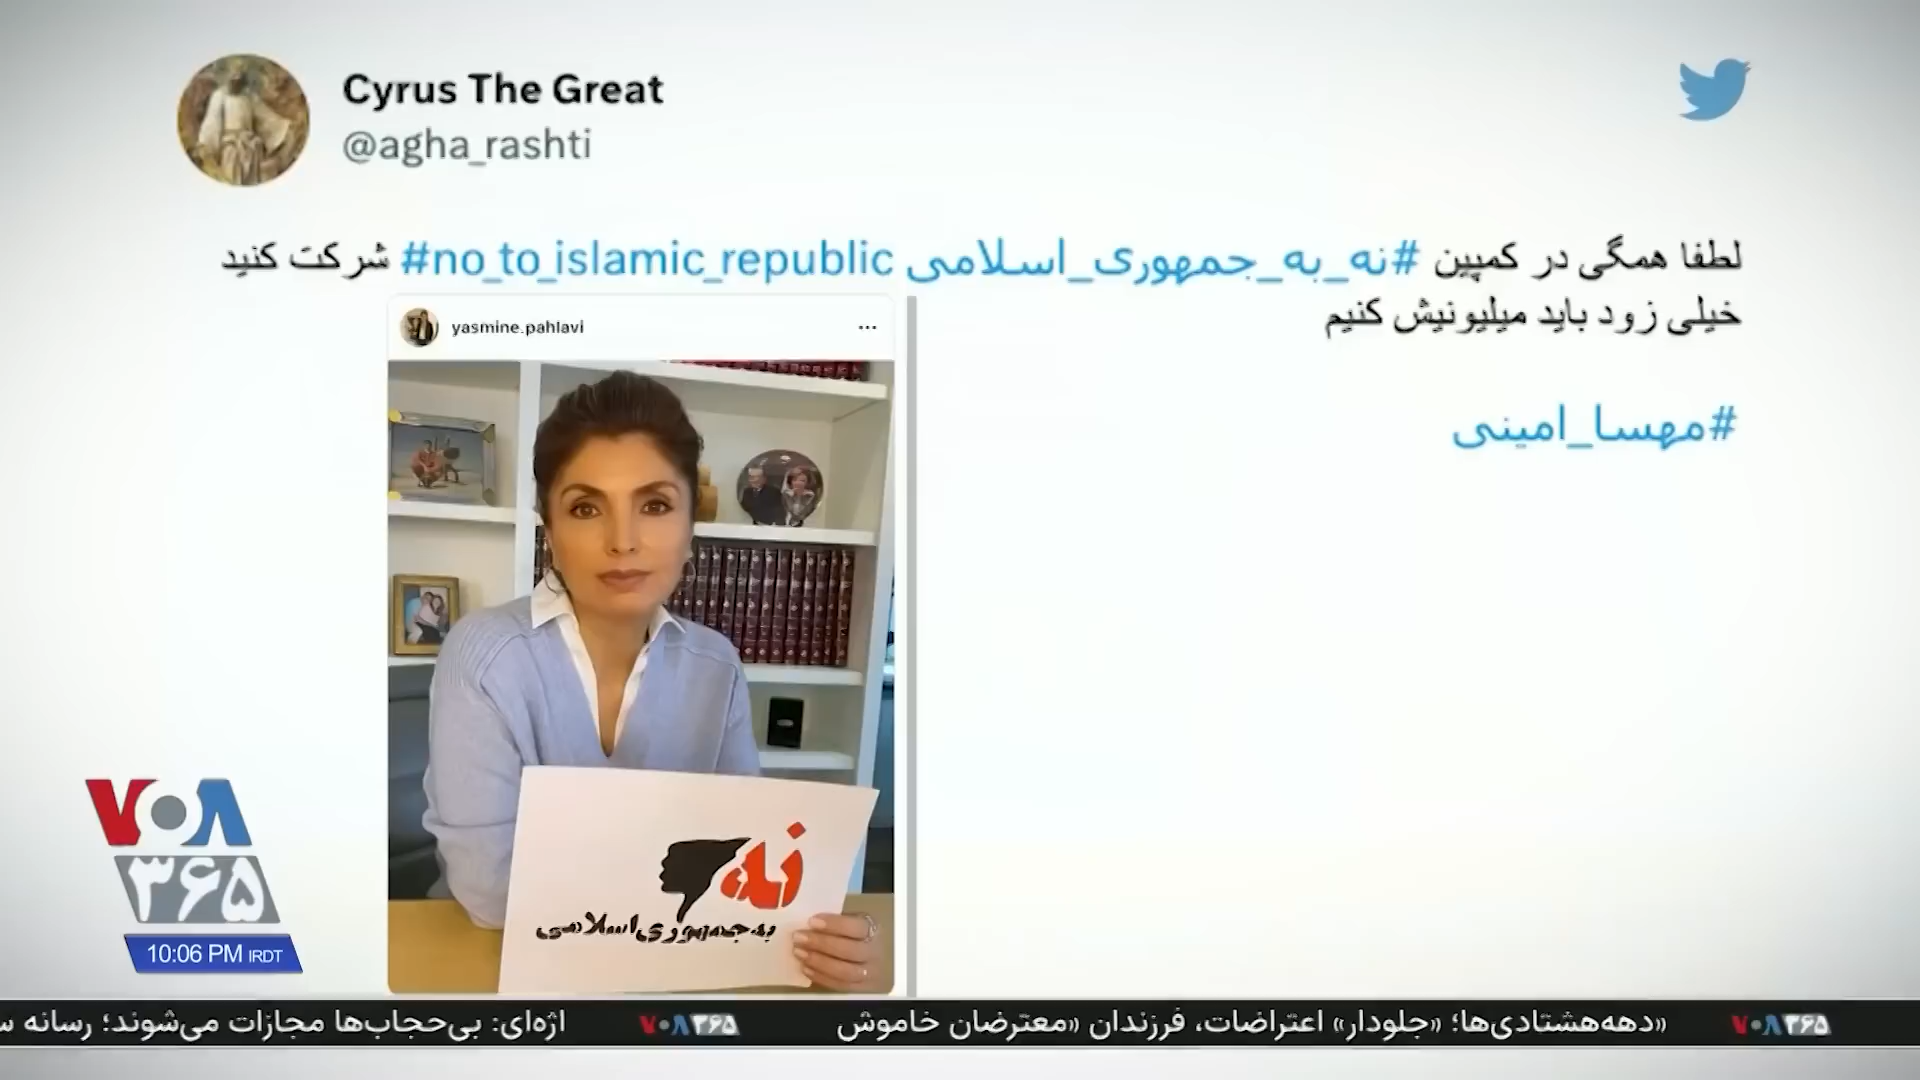 Cyrus The Great
@agha_rashti
لطفا همگی در کمپین #نه_به_جمهوری_اسلامی #no_to_islamic_republic شرکت کنید
خیلی زود باید میلیونیش کنیم
#مهسا_امینی
yasmine.pahlavi
نه
به جمهوری اسلامی
VOA
۳۶۵
10:06 PM IRDT
«دهه‌هشتادی‌ها؛ «جلودار» اعتراضات، فرزندان «معترضان خاموش VOA۳۶۵ اژه‌ای: بی‌حجاب‌ها مجازات می‌شوند؛ رسانه س
VOA۳۶۵